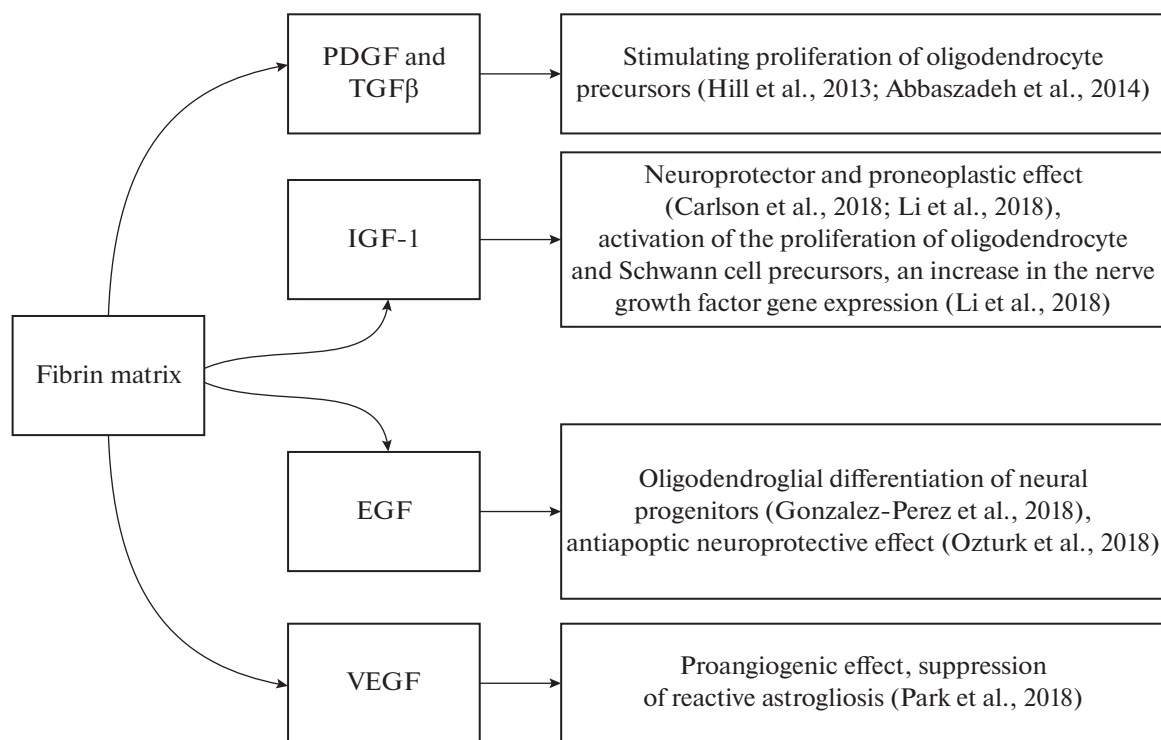 PDGF and
TGFβ
Stimulating proliferation of oligodendrocyte
precursors (Hill et al., 2013; Abbaszadeh et al., 2014)
IGF-1
Neuroprotector and proneoplastic effect
(Carlson et al., 2018; Li et al., 2018),
activation of the proliferation of oligodendrocyte
and Schwann cell precursors, an increase in the nerve
growth factor gene expression (Li et al., 2018)
Fibrin matrix
EGF
Oligodendroglial differentiation of neural
progenitors (Gonzalez-Perez et al., 2018),
antiapoptic neuroprotective effect (Ozturk et al., 2018)
VEGF
Proangiogenic effect, suppression
of reactive astrogliosis (Park et al., 2018)